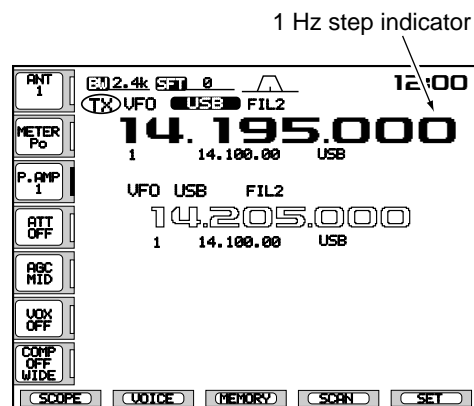 1 Hz step indicator
ANT 1
BW 2.4k SFT 0 12:00
TX VFO USB FIL2
METER Po
14.195.000
1 14.100.00 USB
P.AMP 1
VFO USB FIL2
ATT OFF
14.205.000
1 14.100.00 USB
AGC MID
VOX OFF
COMP OFF WIDE
SCOPE VOICE MEMORY SCAN SET